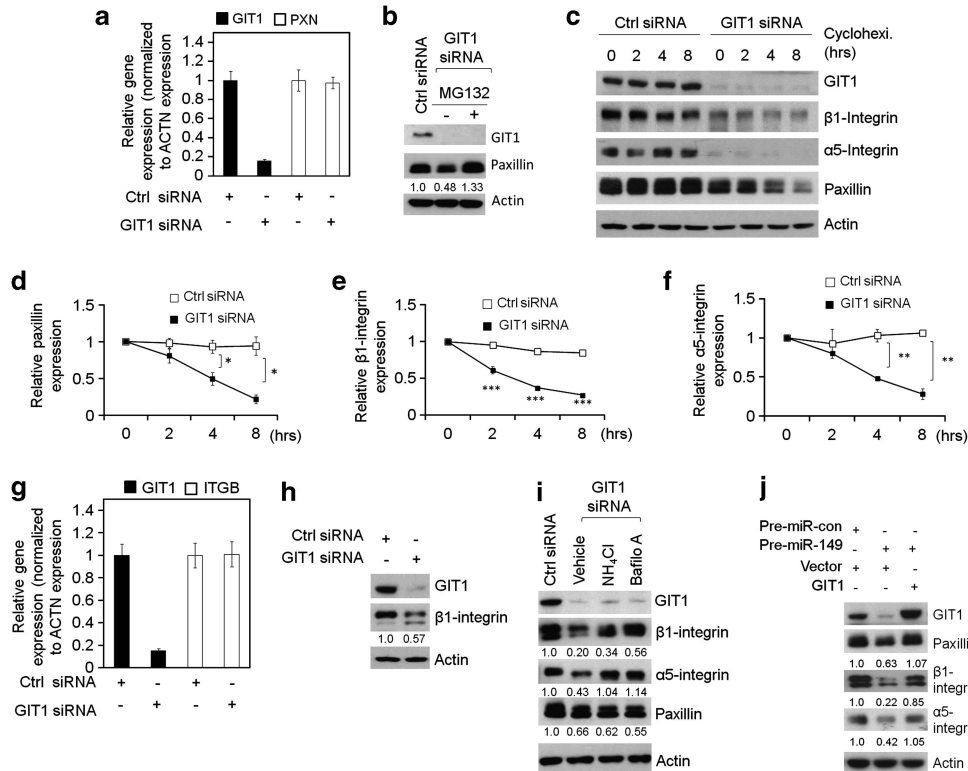 a
GIT1 PXN
Relative gene
expression (normalized
to ACTN expression
1.4
1.2
1
0.8
0.6
0.4
0.2
Ctrl siRNA + - + -
GIT1 siRNA - + - +
b
Ctrl sriRNA
GIT1
siRNA
MG132
- +
GIT1
Paxillin
1.0 0.48 1.33
Actin
c
Ctrl siRNA GIT1 siRNA
Cyclohexi.
(hrs)
0 2 4 8 0 2 4 8
GIT1
β1-Integrin
α5-Integrin
Paxillin
Actin
d
Relative paxillin
expression
Ctrl siRNA
GIT1 siRNA
1.5
1
0.5
0
*
*
0 2 4 8 (hrs)
e
Relative β1-integrin
expression
Ctrl siRNA
GIT1 siRNA
1.5
1
0.5
0
*** *** ***
0 2 4 8 (hrs)
f
Relative α5-integrin
expression
Ctrl siRNA
GIT1 siRNA
1.5
1
0.5
0
**
**
0 2 4 8 (hrs)
g
GIT1 ITGB
Relative gene
expression (normalized
to ACTN expression
1.4
1.2
1
0.8
0.6
0.4
0.2
0
Ctrl siRNA + - + -
GIT1 siRNA - + - +
h
Ctrl siRNA + -
GIT1 siRNA - +
GIT1
β1-integrin
1.0 0.57
Actin
i
GIT1
siRNA
Ctrl siRNA
Vehicle
NH4Cl
Bafilo A
GIT1
β1-integrin
1.0 0.20 0.34 0.56
α5-integrin
1.0 0.43 1.04 1.14
Paxillin
1.0 0.66 0.62 0.55
Actin
j
Pre-miR-con + - -
Pre-miR-149 - + +
Vector + + -
GIT1 - - +
GIT1
Paxilli
1.0 0.63 1.07
β1-
integr
1.0 0.22 0.85
α5-
integr
1.0 0.42 1.05
Actin